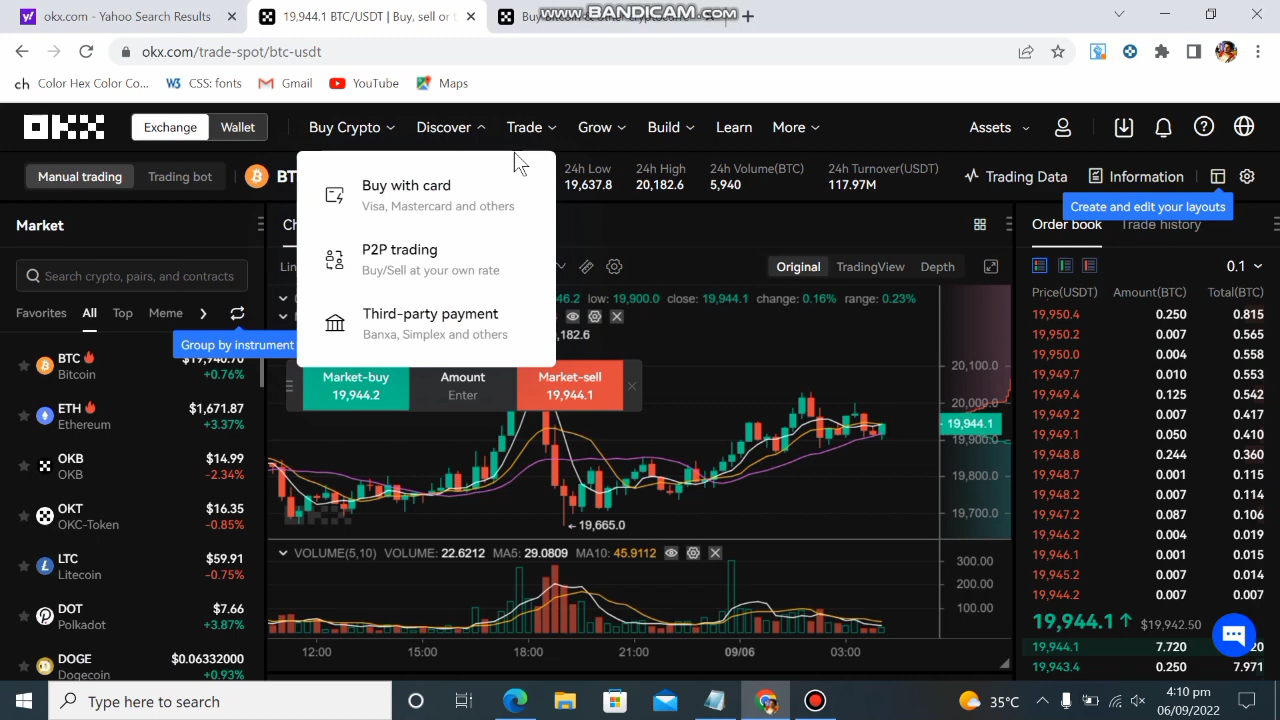 www.BANDICAM.com
okx.com - Yahoo Search Results
19,944.1 BTC/USDT | Buy, sell or
okx.com/trade-spot/btc-usdt
ch Color Hex Color Co...
W3 CSS: fonts
Gmail
YouTube
Maps
OKX
Exchange
Wallet
Buy Crypto
Discover
Trade
Grow
Build
Learn
More
Assets
Manual trading
Trading bot
24h Low
19,637.8
24h High
20,182.6
24h Volume(BTC)
5,940
24h Turnover(USDT)
117.97M
Trading Data
Information
Create and edit your layouts
Buy with card
Visa, Mastercard and others
P2P trading
Buy/Sell at your own rate
Third-party payment
Banxa, Simplex and others
Market
Search crypto, pairs, and contracts
Favorites
All
Top
Meme
Group by instrument
BTC
Bitcoin
+0.76%
ETH $1,671.87
Ethereum +3.37%
OKB $14.99
OKB -2.34%
OKT $16.35
OKC-Token -0.85%
LTC $59.91
Litecoin -0.75%
DOT $7.66
Polkadot +3.87%
DOGE $0.06332000
Dogecoin +0.93%
Original
TradingView
Depth
low: 19,900.0 close: 19,944.1 change: 0.16% range: 0.23%
Market-buy
19,944.2
Amount
Enter
Market-sell
19,944.1
20,100.0
20,000.0
19,944.1
19,900.0
19,800.0
19,700.0
19,665.0
VOLUME(5,10) VOLUME: 22.6212 MA5: 29.0809 MA10: 45.9112
300.00
200.00
100.00
12:00 15:00 18:00 21:00 09/06 03:00
Order book
Trade history
0.1
Price(USDT) Amount(BTC) Total(BTC)
19,950.4 0.250 0.815
19,950.2 0.007 0.565
19,950.0 0.004 0.558
19,949.7 0.010 0.553
19,949.4 0.125 0.542
19,949.2 0.007 0.417
19,949.1 0.050 0.410
19,948.8 0.244 0.360
19,948.7 0.001 0.115
19,948.2 0.007 0.114
19,947.2 0.087 0.106
19,946.2 0.004 0.019
19,946.1 0.001 0.015
19,945.2 0.007 0.014
19,944.2 0.007 0.007
19,944.1 $19,942.50
19,944.1 7.720
19,943.4 0.250 7.971
Type here to search
35°C
4:10 pm
06/09/2022